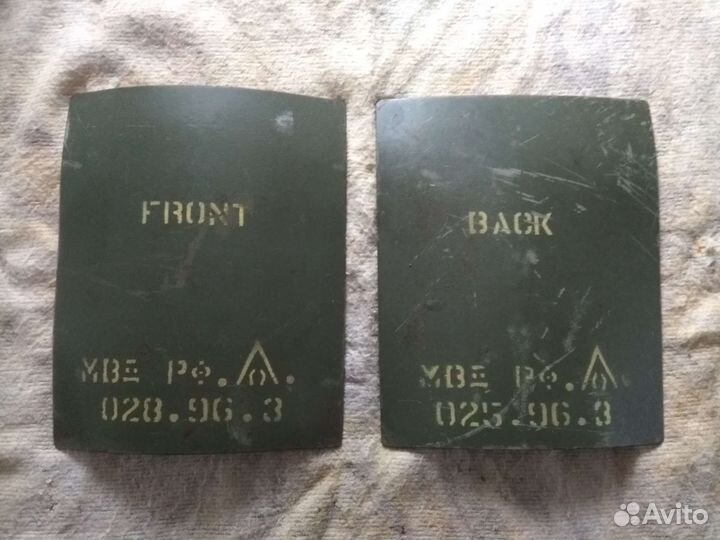 FRONT
МВД РФ. о.
028.96.3
BACK
МВД РФ. о.
025.96.3
Avito